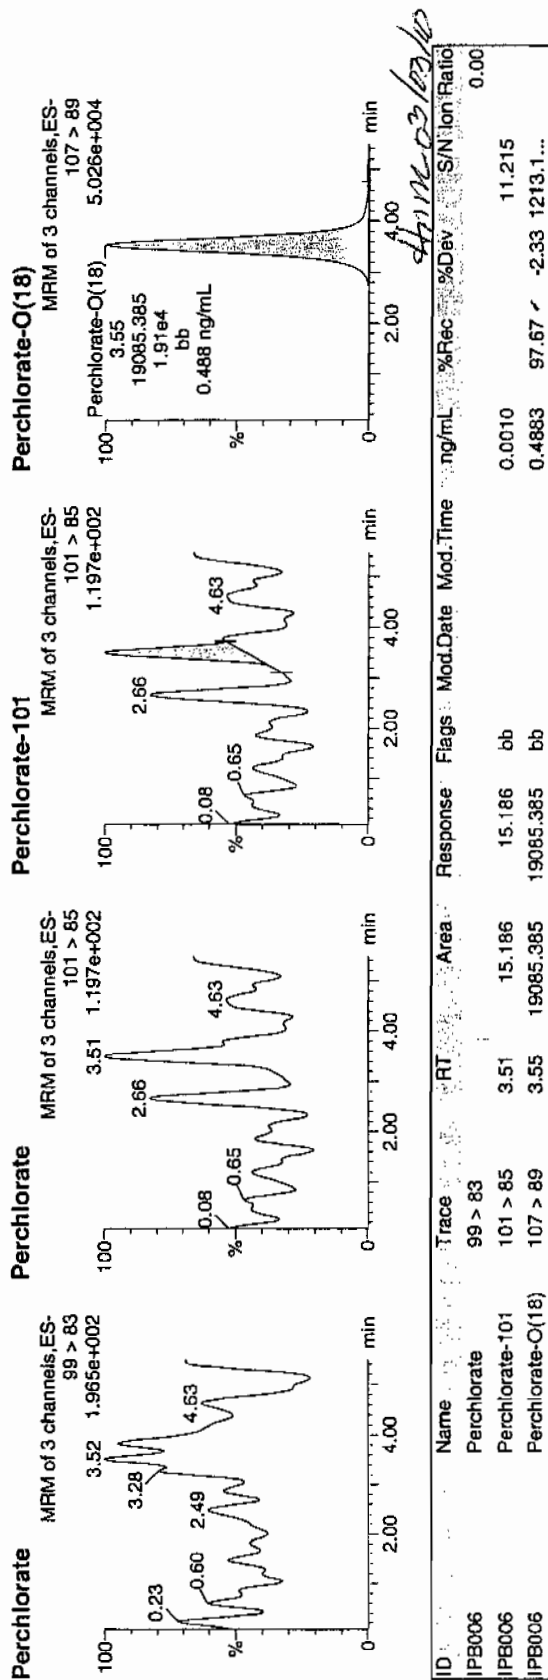 Perchlorate
MRM of 3 channels,ES-
99 > 83
1.965e+002
100
%
0
0.23
0.60
2.49
3.28
3.52
4.63
2.00
4.00
min
Perchlorate
MRM of 3 channels,ES-
101 > 85
1.197e+002
100
%
0
0.08
0.65
2.66
3.51
4.63
2.00
4.00
min
Perchlorate-101
MRM of 3 channels,ES-
101 > 85
1.197e+002
100
%
0
0.08
0.65
2.66
4.63
2.00
4.00
min
Perchlorate-O(18)
MRM of 3 channels,ES-
107 > 89
5.026e+004
100
%
0
Perchlorate-O(18)
3.55
19085.385
1.91e4
bb
0.488 ng/mL
2.00
4.00
min
03/03/10
ID Name Trace RT Area Response Flags Mod.Date Mod.Time ng/mL %Rec %Dev S/N Ion Ratio
IPB006 Perchlorate 99 > 83 0.00
IPB006 Perchlorate-101 101 > 85 3.51 15.186 15.186 bb 0.0010 11.215
IPB006 Perchlorate-O(18) 107 > 89 3.55 19085.385 19085.385 bb 0.4883 97.67 ✓ -2.33 1213.1...